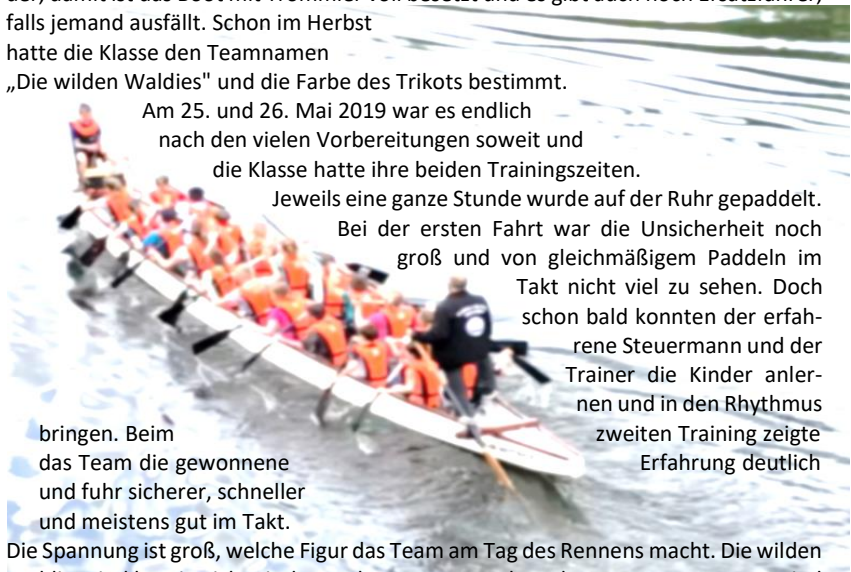 falls jemand ausfällt. Schon im Herbst
hatte die Klasse den Teamnamen
„Die wilden Waldies" und die Farbe des Trikots bestimmt.
Am 25. und 26. Mai 2019 war es endlich
nach den vielen Vorbereitungen soweit und
die Klasse hatte ihre beiden Trainingszeiten.
Jeweils eine ganze Stunde wurde auf der Ruhr gepaddelt.
Bei der ersten Fahrt war die Unsicherheit noch
groß und von gleichmäßigem Paddeln im
Takt nicht viel zu sehen. Doch
schon bald konnten der erfah-
rene Steuermann und der
Trainer die Kinder anler-
nen und in den Rhythmus
bringen. Beim zweiten Training zeigte
das Team die gewonnene Erfahrung deutlich
und fuhr sicherer, schneller
und meistens gut im Takt.
Die Spannung ist groß, welche Figur das Team am Tag des Rennens macht. Die wilden